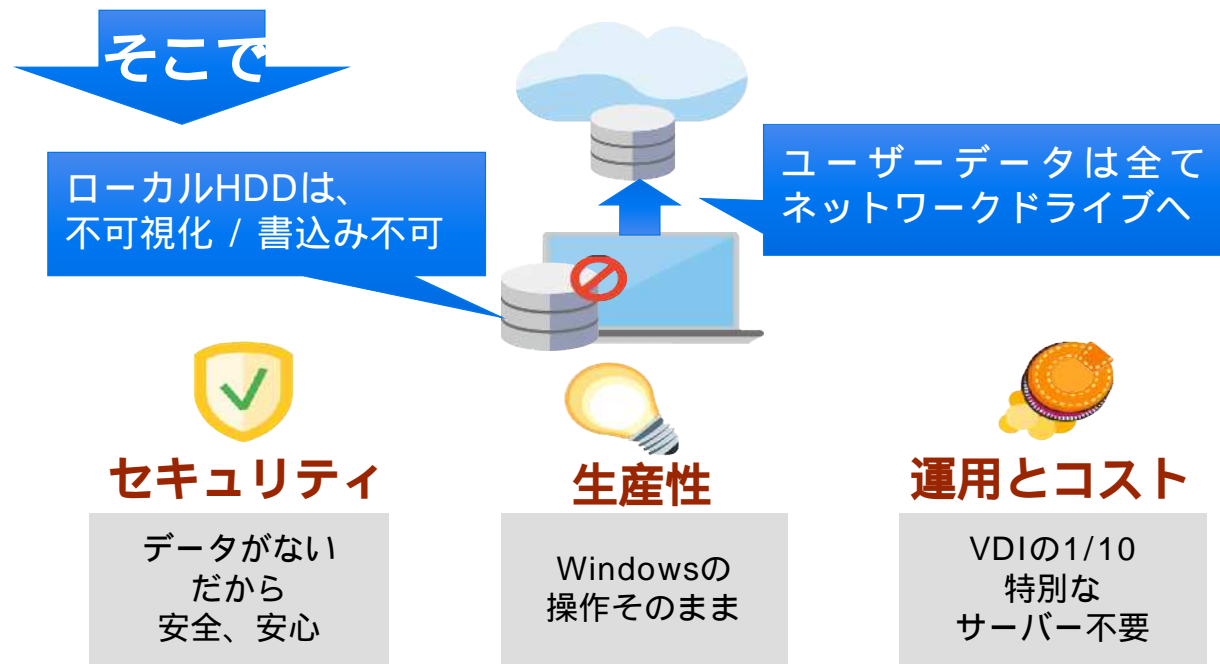 そこで
ローカルHDDは、
不可視化 / 書込み不可
ユーザーデータは全て
ネットワークドライブへ
セキュリティ
データがない
だから
安全、安心
生産性
Windowsの
操作そのまま
運用とコスト
VDIの1/10
特別な
サーバー不要